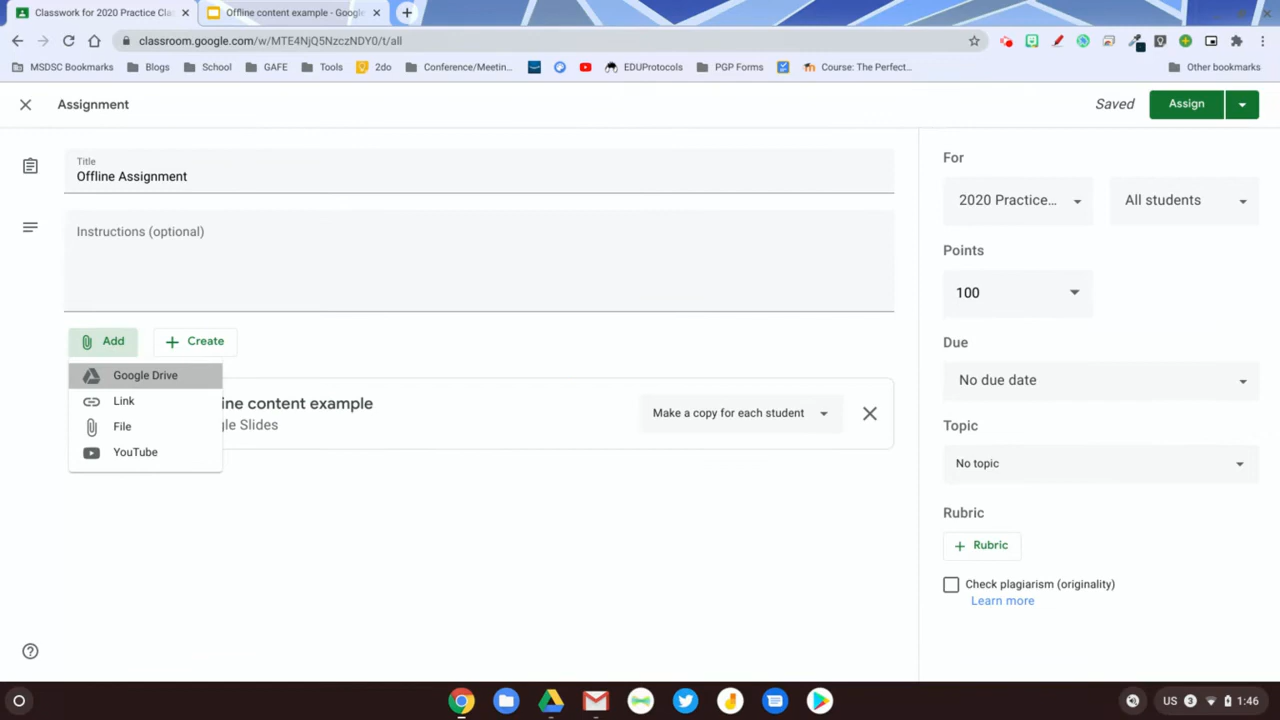 Classwork for 2020 Practice Clas
Offline content example - Google
classroom.google.com/w/MTE4NjQ5NzczNDY0/t/all
MSDSC Bookmarks
Blogs
School
GAFE
Tools
2do
Conference/Meetin...
EDUProtocols
PGP Forms
Course: The Perfect...
Other bookmarks
Assignment
Saved
Assign
Title
Offline Assignment
Instructions (optional)
Add
Create
Google Drive
Link
File
YouTube
ine content example
gle Slides
Make a copy for each student
For
2020 Practice...
All students
Points
100
Due
No due date
Topic
No topic
Rubric
Rubric
Check plagiarism (originality)
Learn more
US
3
1:46